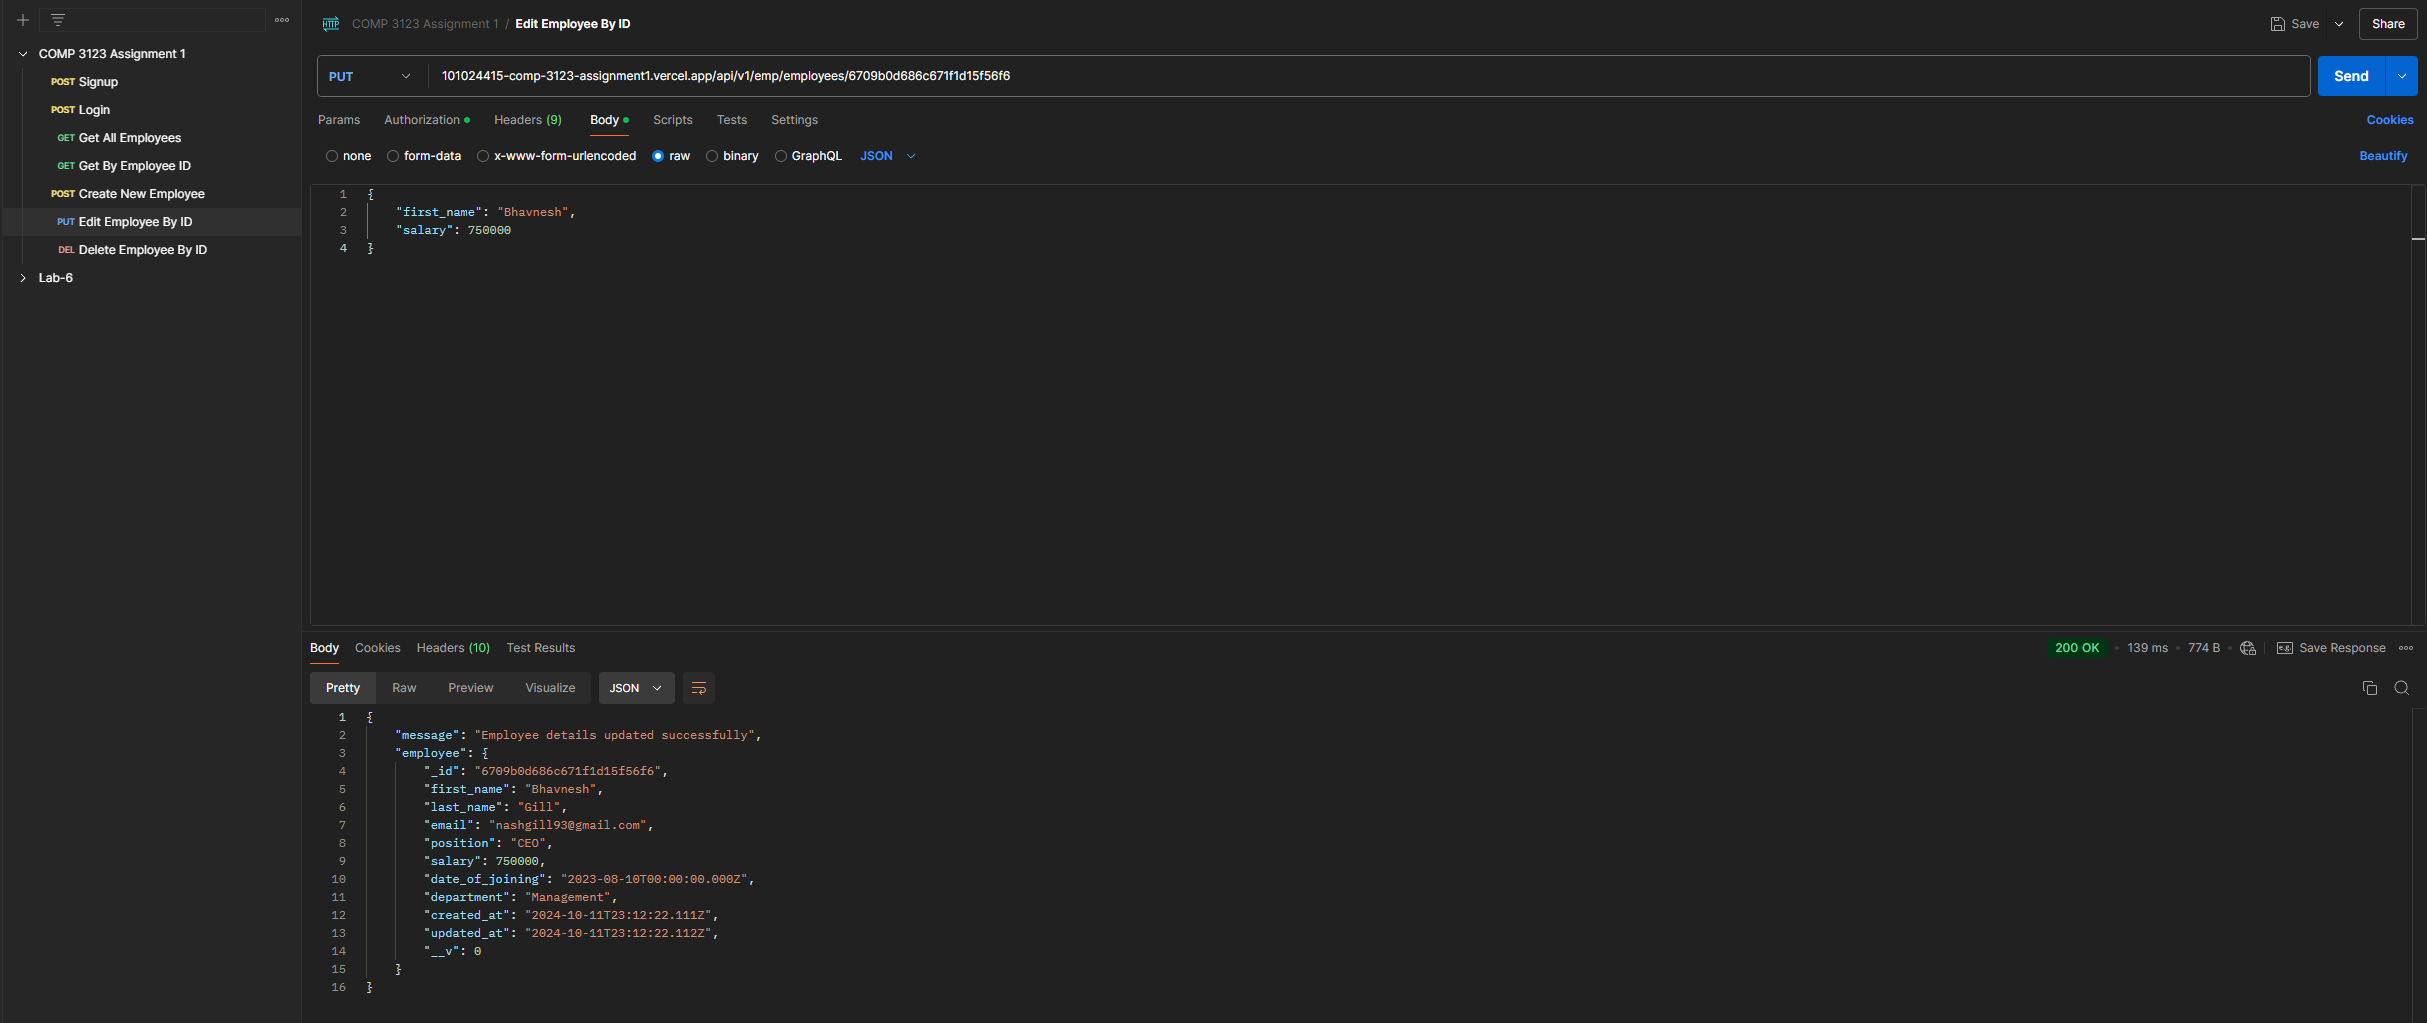 COMP 3123 Assignment 1
POST Signup
POST Login
GET Get All Employees
GET Get By Employee ID
POST Create New Employee
PUT Edit Employee By ID
DEL Delete Employee By ID
Lab-6
HTTP COMP 3123 Assignment 1 / Edit Employee By ID
Save
Share
PUT 101024415-comp-3123-assignment1.vercel.app/api/v1/emp/employees/6709b0d686c671f1d15f56f6
Send
Params Authorization Headers (9) Body Scripts Tests Settings
Cookies
none form-data x-www-form-urlencoded raw binary GraphQL JSON
Beautify
1 {
2 "first_name": "Bhavnesh",
3 "salary": 750000
4 }
Body Cookies Headers (10) Test Results
200 OK 139 ms 774 B e.g. Save Response
Pretty Raw Preview Visualize JSON
1 {
2 "message": "Employee details updated successfully",
3 "employee": {
4 "_id": "6709b0d686c671f1d15f56f6",
5 "first_name": "Bhavnesh",
6 "last_name": "Gill",
7 "email": "nashgill93@gmail.com",
8 "position": "CEO",
9 "salary": 750000,
10 "date_of_joining": "2023-08-10T00:00:00.000Z",
11 "department": "Management",
12 "created_at": "2024-10-11T23:12:22.111Z",
13 "updated_at": "2024-10-11T23:12:22.112Z",
14 "__v": 0
15 }
16 }